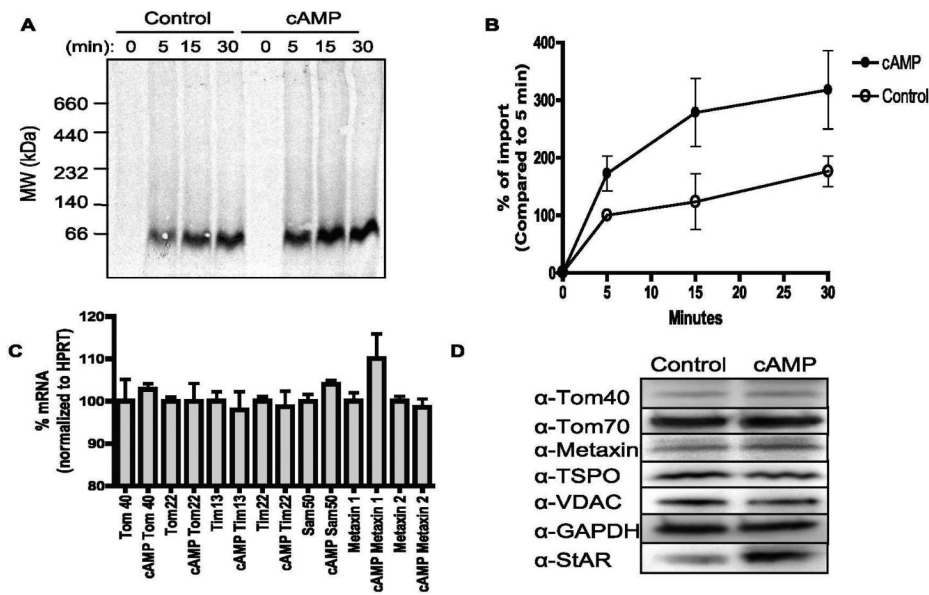 A
Control cAMP
(min): 0 5 15 30 0 5 15 30
MW (kDa)
660
440
232
140
66
B
% of import
(Compared to 5 min)
400
300
200
100
0
0 5 10 15 20 25 30
Minutes
cAMP
Control
C
% mRNA
(normalized to HPRT)
120
110
100
90
80
Tom 40
cAMP Tom 40
Tom22
cAMP Tom22
Tim13
cAMP Tim13
Tim22
cAMP Tim22
Sam50
cAMP Sam50
Metaxin 1
cAMP Metaxin 1
Metaxin 2
cAMP Metaxin 2
D
Control cAMP
α-Tom40
α-Tom70
α-Metaxin
α-TSPO
α-VDAC
α-GAPDH
α-StAR